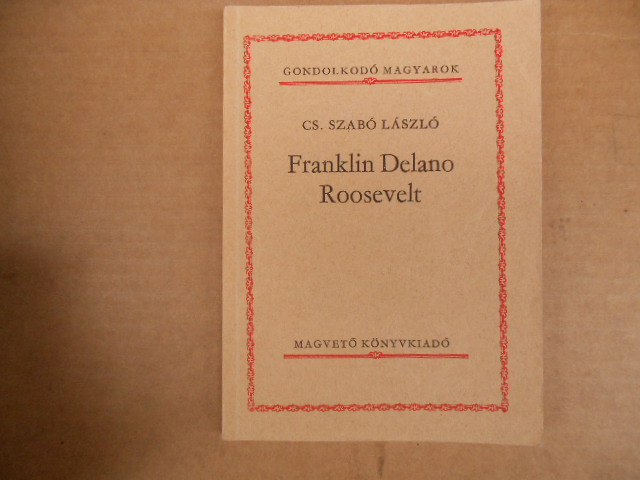 GONDOLKODÓ MAGYAROK
CS. SZABÓ LÁSZLÓ
Franklin Delano
Roosevelt
MAGVETŐ KÖNYVKIADÓ